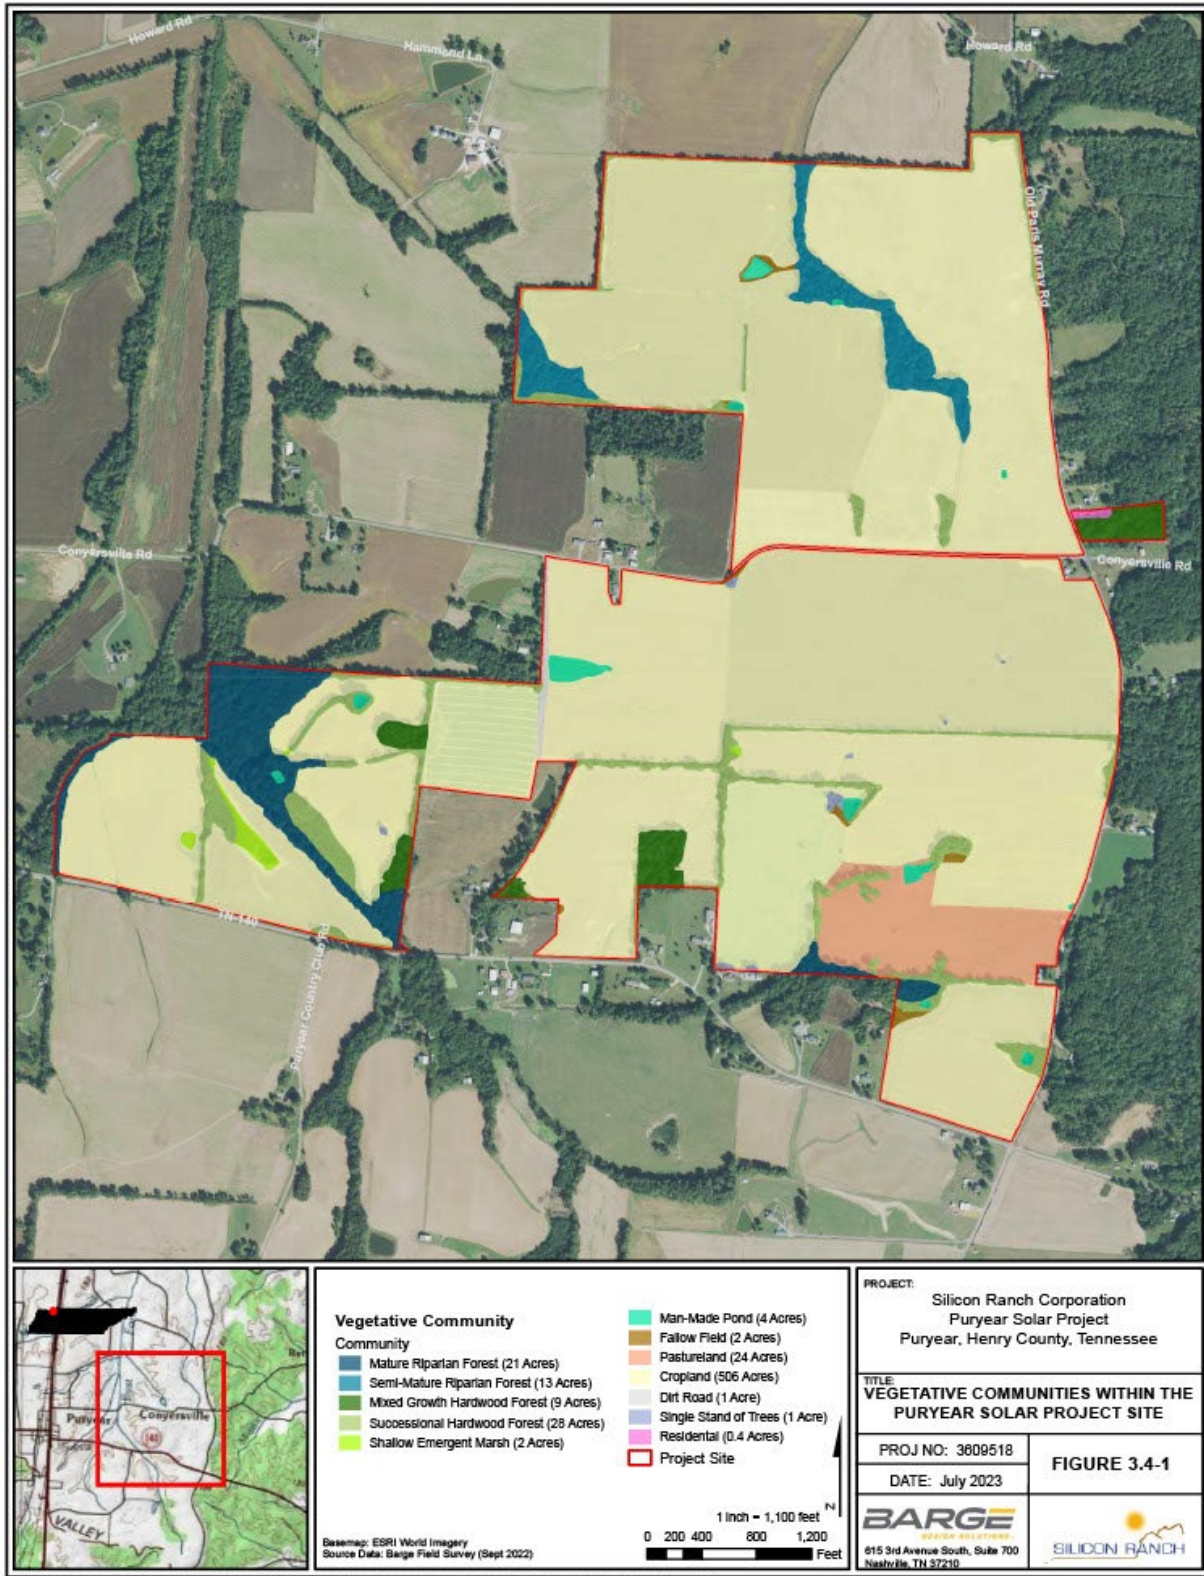 Howard Rd
Hammond Ln
Howard Rd
Old Paris Murray Rd
Conyersville Rd
Conyersville Rd
TN-140
Puryear Country Club Rd
Puryear
Conyersville
140
VALLEY
Vegetative Community
Community
Mature Riparian Forest (21 Acres)
Semi-Mature Riparian Forest (13 Acres)
Mixed Growth Hardwood Forest (9 Acres)
Successional Hardwood Forest (28 Acres)
Shallow Emergent Marsh (2 Acres)
Man-Made Pond (4 Acres)
Fallow Field (2 Acres)
Pastureland (24 Acres)
Cropland (506 Acres)
Dirt Road (1 Acre)
Single Stand of Trees (1 Acre)
Residental (0.4 Acres)
Project Site
N
1 inch = 1,100 feet
0 200 400 800 1,200
Feet
Basemap: ESRI World Imagery
Source Data: Barge Field Survey (Sept 2022)
PROJECT:
Silicon Ranch Corporation
Puryear Solar Project
Puryear, Henry County, Tennessee
TITLE:
VEGETATIVE COMMUNITIES WITHIN THE
PURYEAR SOLAR PROJECT SITE
PROJ NO: 3609518
DATE: July 2023
FIGURE 3.4-1
BARGE
DESIGN SOLUTIONS.
615 3rd Avenue South, Suite 700
Nashville, TN 37210
SILICON RANCH